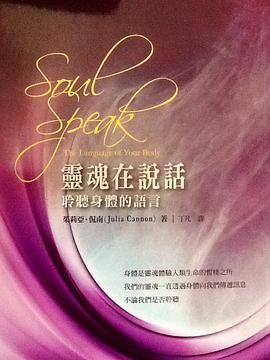 Soul
Speak
The Language of Your Body
靈魂在說話
聆聽身體的語言
茱莉亞‧侃南(Julia Cannon) 著 | 丁凡 譯
身體是靈魂體驗人類生命的暫棲之所
我們的靈魂一直透過身體向我們傳遞訊息
不論我們是否聆聽